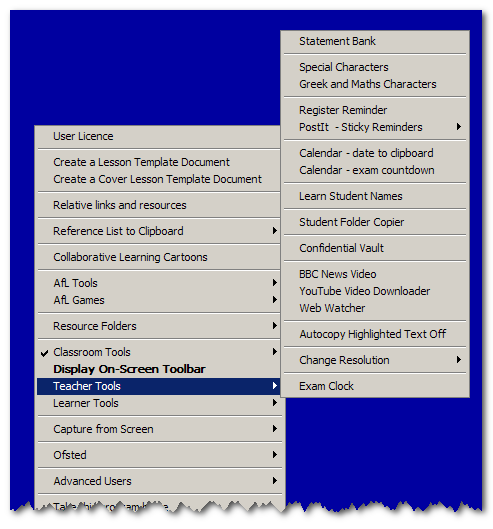 User Licence
Create a Lesson Template Document
Create a Cover Lesson Template Document
Relative links and resources
Reference List to Clipboard
Collaborative Learning Cartoons
AfL Tools
AfL Games
Resource Folders
Classroom Tools
Display On-Screen Toolbar
Teacher Tools
Learner Tools
Capture from Screen
Ofsted
Advanced Users
Statement Bank
Special Characters
Greek and Maths Characters
Register Reminder
PostIt - Sticky Reminders
Calendar - date to clipboard
Calendar - exam countdown
Learn Student Names
Student Folder Copier
Confidential Vault
BBC News Video
YouTube Video Downloader
Web Watcher
Autocopy Highlighted Text Off
Change Resolution
Exam Clock